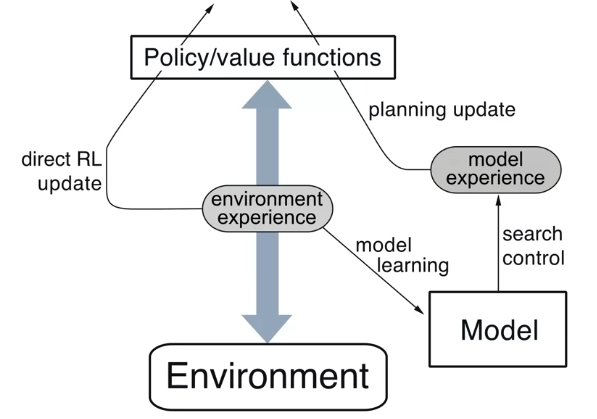 Policy/value functions
planning update
direct RL
update
model
experience
environment
experience
model
learning
search
control
Model
Environment